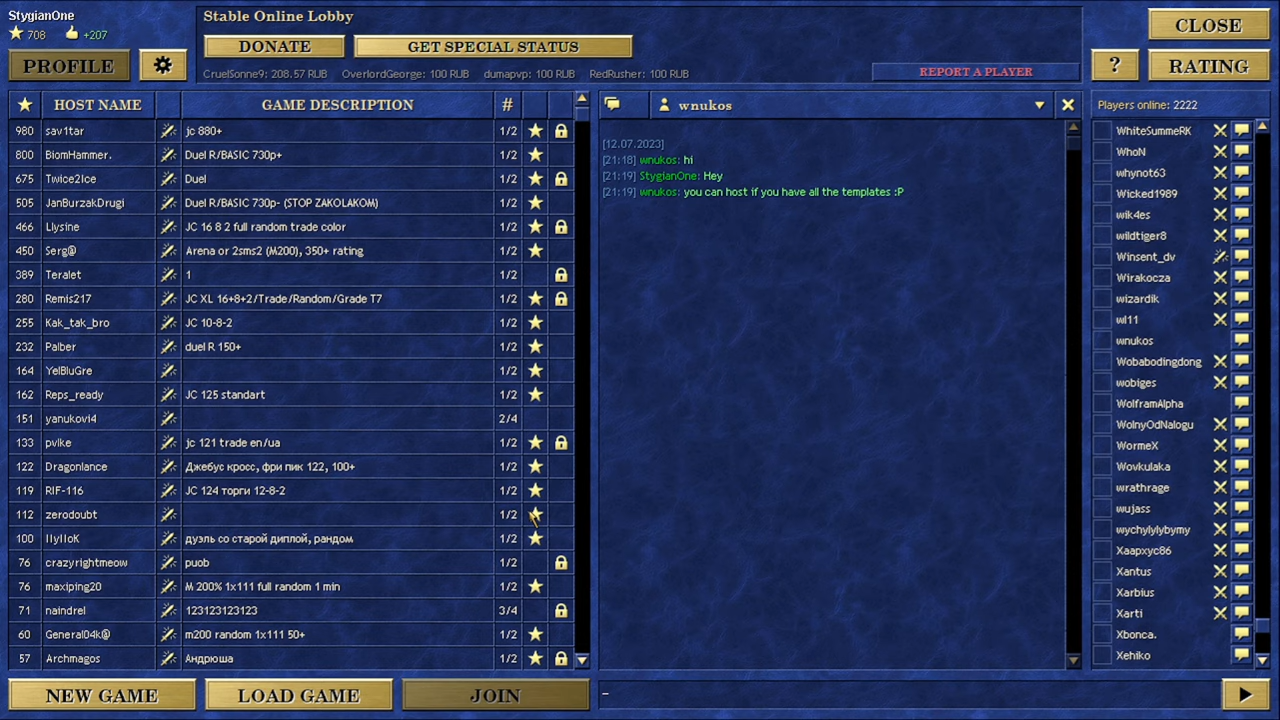 StygianOne
708 +207
PROFILE
Stable Online Lobby
DONATE GET SPECIAL STATUS
CruelSonne9: 208.57 RUB OverlordGeorge: 100 RUB dumapvp: 100 RUB RedRusher: 100 RUB
REPORT A PLAYER
CLOSE
? RATING
HOST NAME GAME DESCRIPTION #
980 sav1tar jc 880+ 1/2
800 BiomHammer. Duel R/BASIC 730p+ 1/2
675 Twice2Ice Duel 1/2
505 JanBurzakDrugi Duel R/BASIC 730p- (STOP ZAKOLAKOM) 1/2
466 Llysine JC 16 8 2 full random trade color 1/2
450 Serg@ Arena or 2sms2 (M200), 350+ rating 1/2
389 Teralet 1 1/2
280 Remis217 JC XL 16+8+2/Trade/Random/Grade T7 1/2
255 Kak_tak_bro JC 10-8-2 1/2
232 Palber duel R 150+ 1/2
164 YelBluGre 1/2
162 Reps_ready JC 125 standart 1/2
151 yanukovi4 2/4
133 pvike jc 121 trade en/ua 1/2
122 Dragonlance Джебус кросс, фри пик 122, 100+ 1/2
119 RIF-116 JC 124 торги 12-8-2 1/2
112 zerodoubt 1/2
100 IlyIloK дуэль со старой диплой, рандом 1/2
76 crazyrightmeow puob 1/2
76 maxiping20 M 200% 1x111 full random 1 min 1/2
71 naindrel 123123123123 3/4
60 General04k@ m200 random 1x111 50+ 1/2
57 Archmagos Андрюша 1/2
NEW GAME LOAD GAME JOIN
wnukos
[12.07.2023]
[21:18] wnukos: hi
[21:19] StygianOne: Hey
[21:19] wnukos: you can host if you have all the templates :P
_
Players online: 2222
WhiteSummeRK
WhoN
whynot63
Wicked1989
wik4es
wildtiger8
Winsent_dv
Wirakocza
wizardik
wl11
wnukos
Wobabodingdong
wobiges
WolframAlpha
WolnyOdNalogu
WormeX
Wovkulaka
wrathrage
wujass
wychylylybymy
Xaapxyc86
Xantus
Xarbius
Xarti
Xbonca.
Xehiko